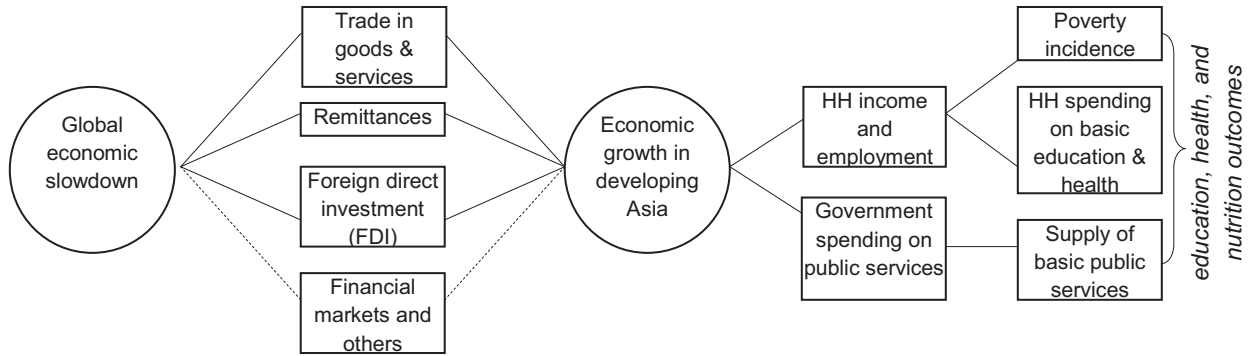 Global
economic
slowdown
Trade in
goods &
services
Remittances
Foreign direct
investment
(FDI)
Financial
markets and
others
Economic
growth in
developing
Asia
HH income
and
employment
Government
spending on
public services
Poverty
incidence
HH spending
on basic
education &
health
Supply of
basic public
services
education, health, and
nutrition outcomes